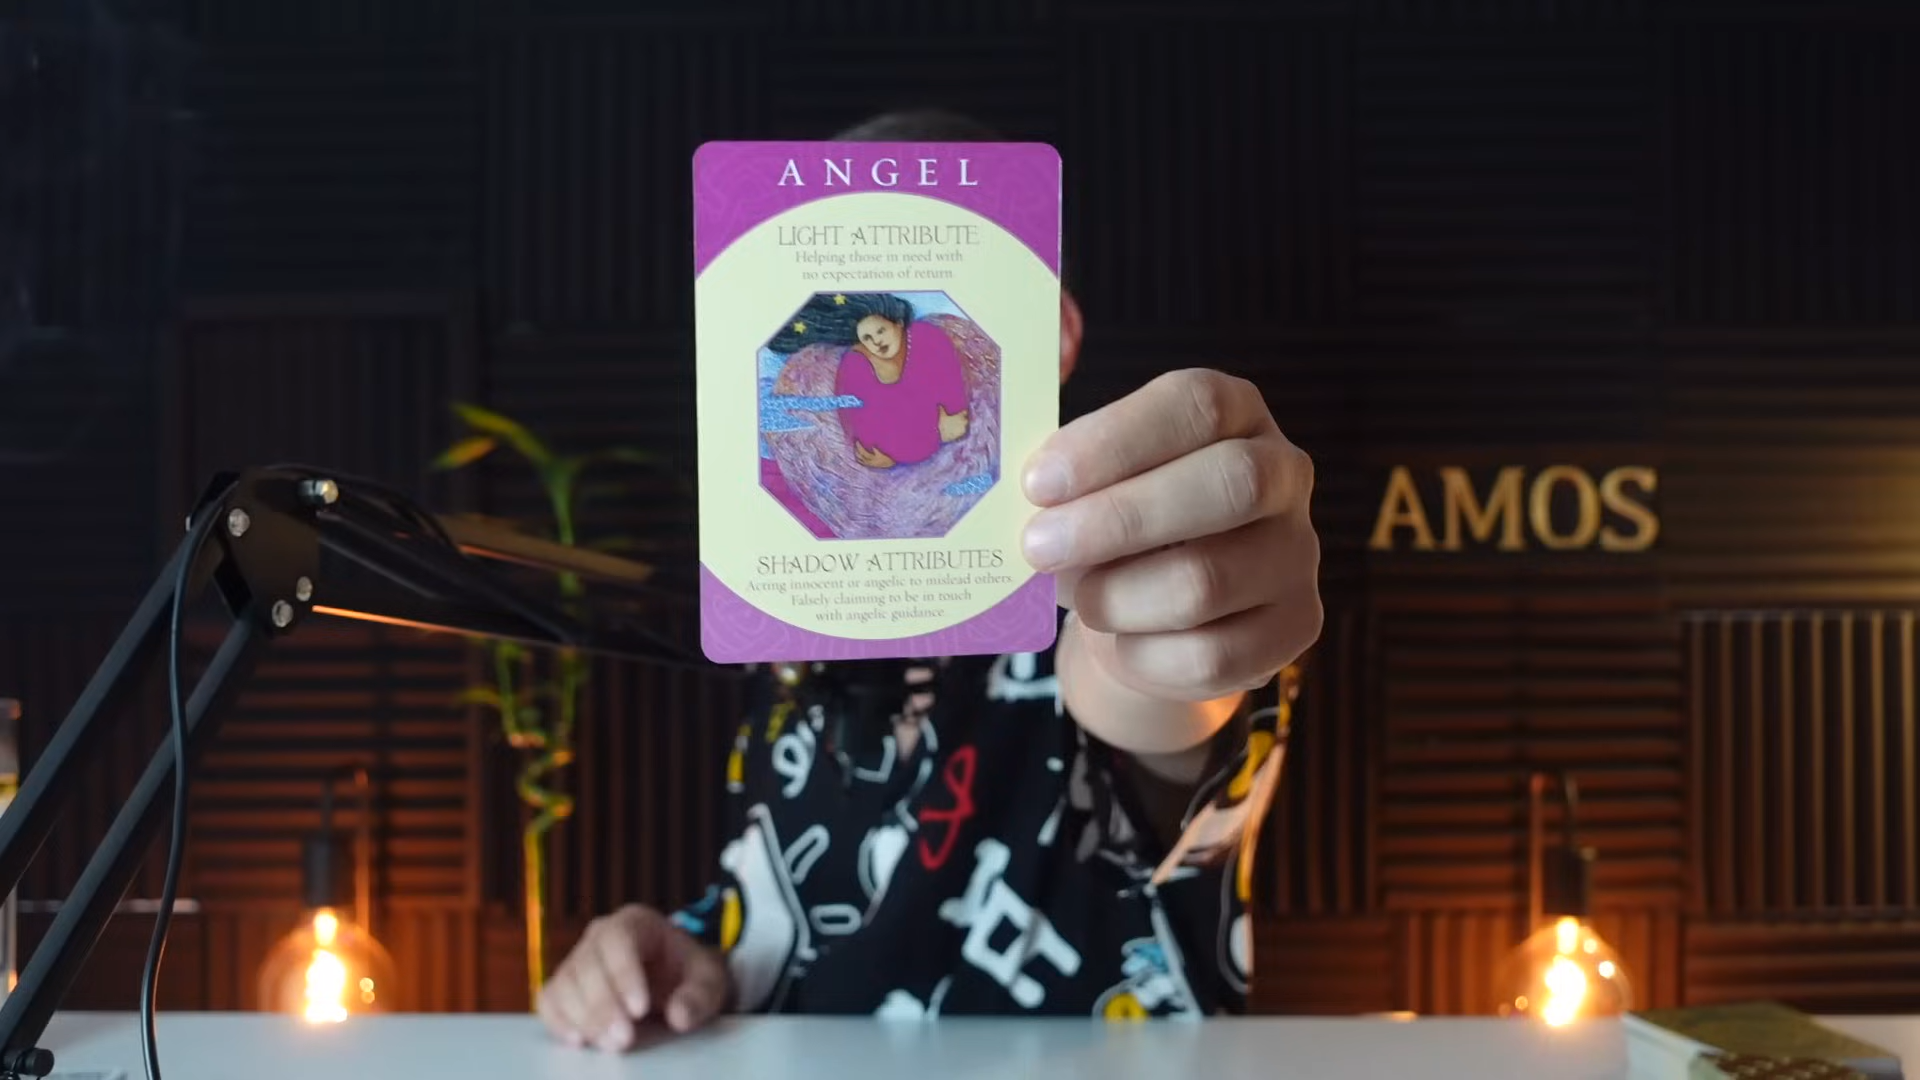 ANGEL
LIGHT ATTRIBUTE
Helping those in need with
no expectation of return.
SHADOW ATTRIBUTES
Acting innocent or angelic to mislead others.
Falsely claiming to be in touch
with angelic guidance.
AMOS